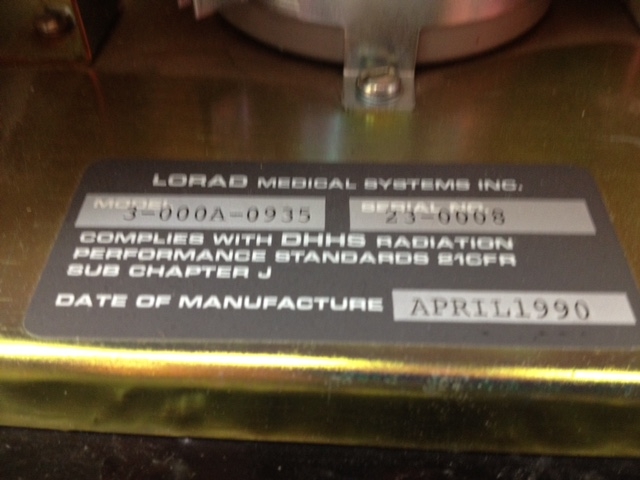 LORAD MEDICAL SYSTEMS INC.
MODEL SERIAL NO.
3-000A-0935 23-0008
COMPLIES WITH DHHS RADIATION
PERFORMANCE STANDARDS 216FR
SUB CHAPTER J
DATE OF MANUFACTURE APRIL1990